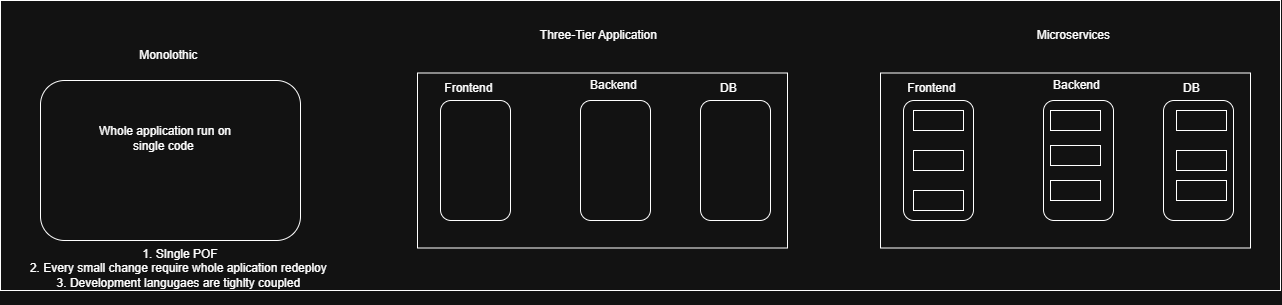 Monolothic
Whole application run on
single code
1. SIngle POF
2. Every small change require whole aplication redeploy
3. Development langugaes are tighlty coupled
Three-Tier Application
Frontend
Backend
DB
Microservices
Frontend
Backend
DB